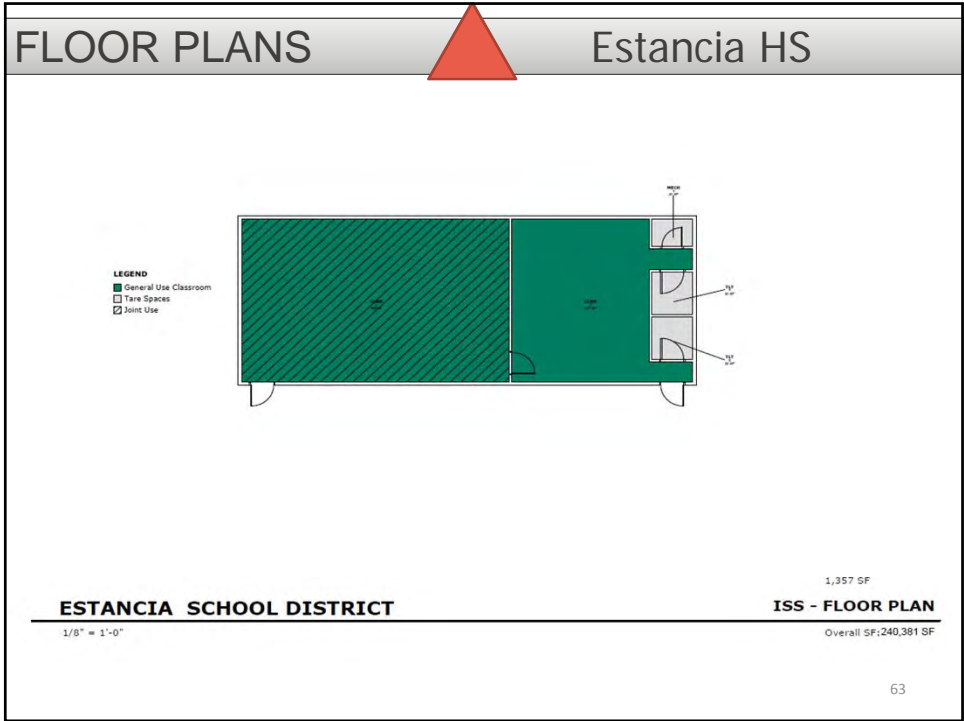 FLOOR PLANS
Estancia HS
MECH
LEGEND
General Use Classroom
Tare Spaces
Joint Use
1,357 SF
ESTANCIA SCHOOL DISTRICT
ISS - FLOOR PLAN
1/8" = 1'-0"
Overall SF:240,381 SF
63